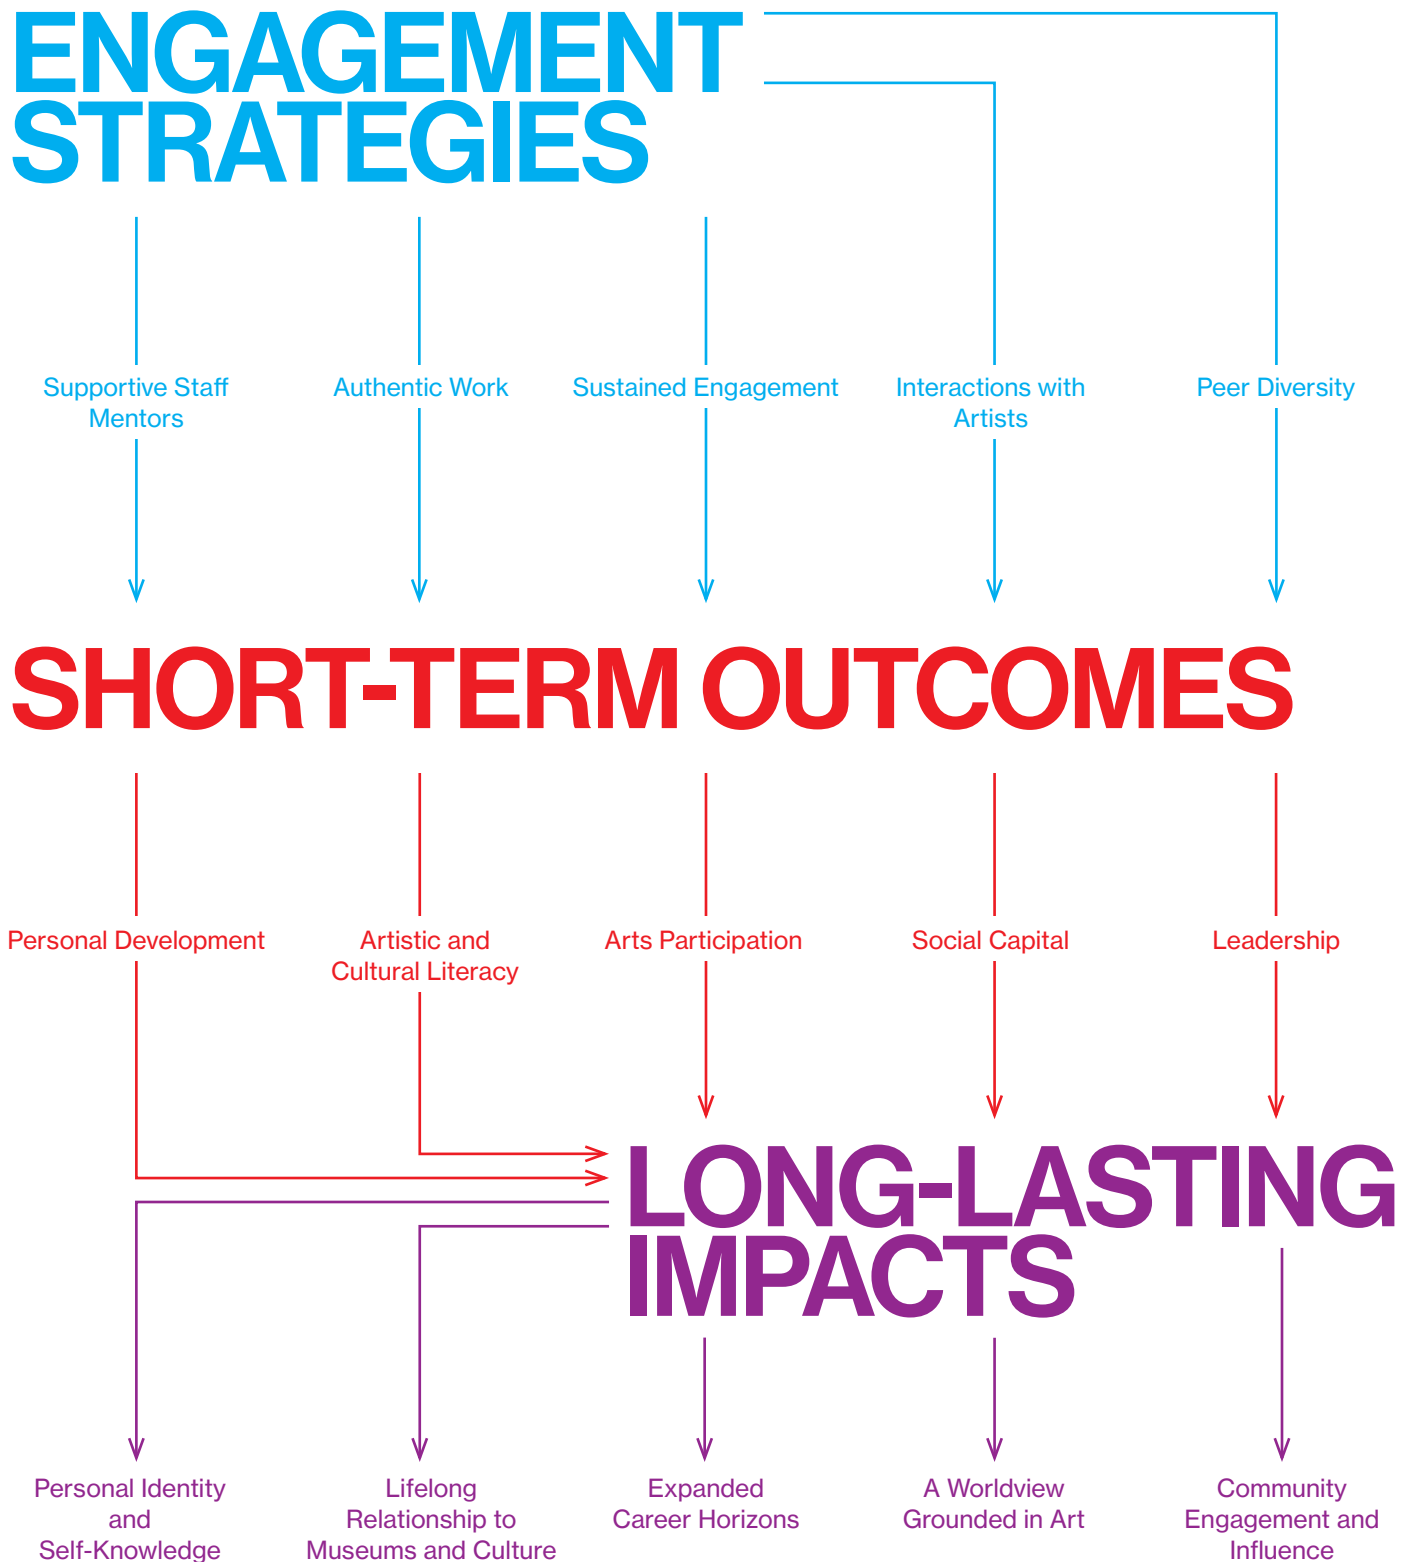 ENGAGEMENT
STRATEGIES
Supportive Staff
Mentors
Authentic Work
Sustained Engagement
Interactions with
Artists
Peer Diversity
SHORT-TERM OUTCOMES
Personal Development
Artistic and
Cultural Literacy
Arts Participation
Social Capital
Leadership
LONG-LASTING
IMPACTS
Personal Identity
and
Self-Knowledge
Lifelong
Relationship to
Museums and Culture
Expanded
Career Horizons
A Worldview
Grounded in Art
Community
Engagement and
Influence